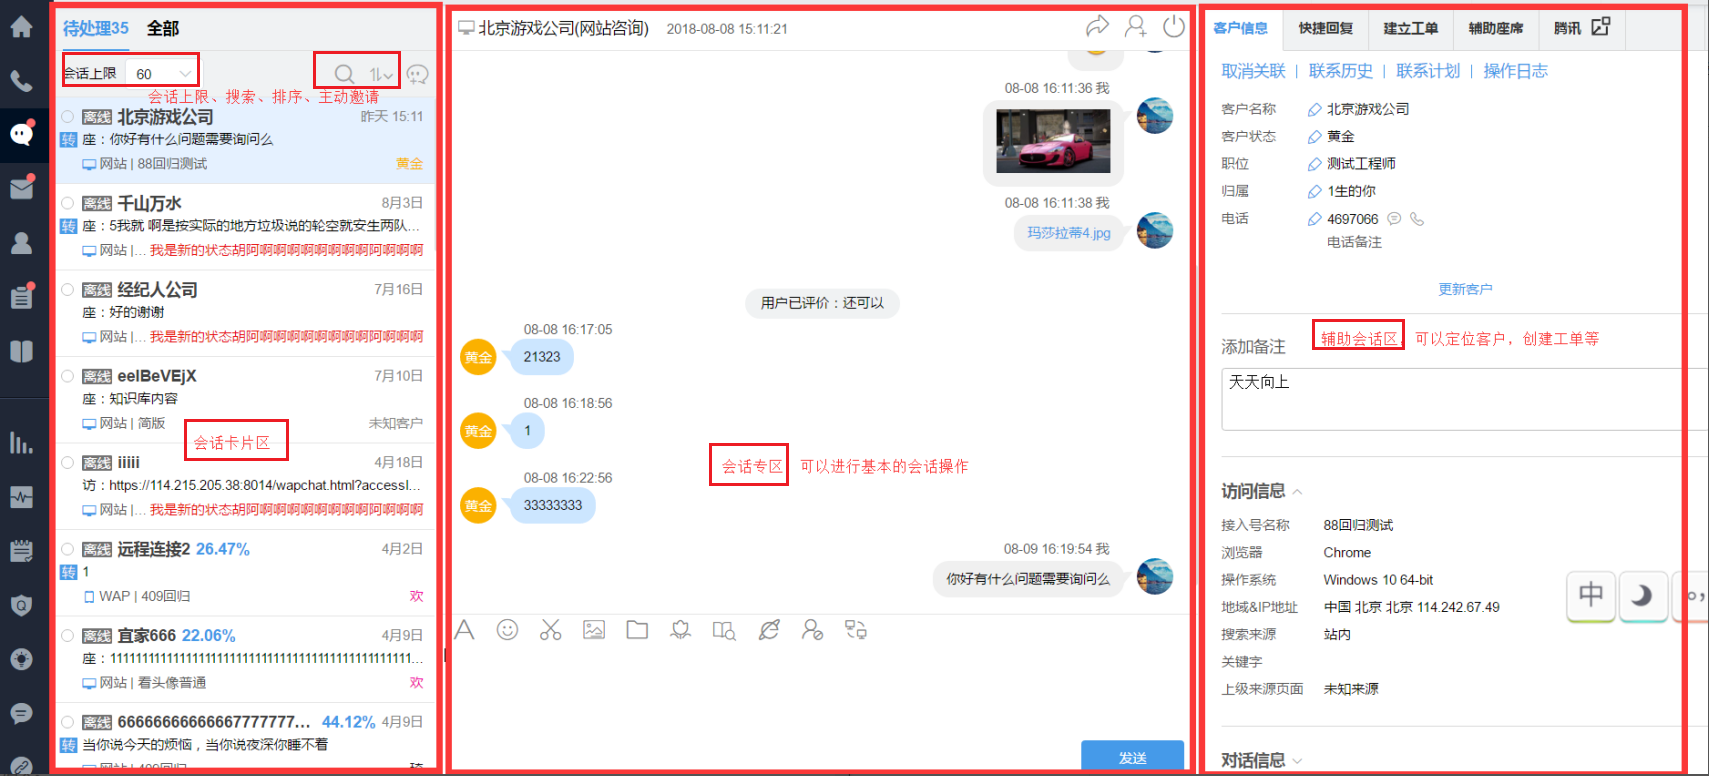 待处理35 全部
会话上限 60
会话上限、搜索、排序、主动邀请
离线 北京游戏公司 昨天 15:11
转 座：你好有什么问题需要询问么
网站 | 88回归测试 黄金
离线 千山万水 8月3日
转 座：5我就 啊是按实际的地方垃圾说的轮空就安生两队...
网站 |... 我是新的状态胡阿啊啊啊啊啊啊啊啊阿啊啊啊
离线 经纪人公司 7月16日
座：好的谢谢
网站 |... 我是新的状态胡阿啊啊啊啊啊啊啊啊阿啊啊啊
离线 eelBeVEjX 7月10日
座：知识库内容
网站 | 简版 未知客户
会话卡片区
离线 iiiii 4月18日
访：https://114.215.205.38:8014/wapchat.html?accessI...
网站 |... 我是新的状态胡阿啊啊啊啊啊啊啊啊阿啊啊啊
离线 远程连接2 26.47% 4月2日
转 1
WAP | 409回归 欢
离线 宜家666 22.06% 4月9日
座：11111111111111111111111111111111111111111111111...
网站 | 看头像普通 欢
离线 66666666666667777777... 44.12% 4月9日
转 当你说今天的烦恼，当你说夜深你睡不着
网站 | 409回归
北京游戏公司(网站咨询) 2018-08-08 15:11:21
08-08 16:11:36 我
08-08 16:11:38 我
玛莎拉蒂4.jpg
用户已评价：还可以
08-08 16:17:05
黄金 21323
08-08 16:18:56
黄金 1
会话专区 可以进行基本的会话操作
08-08 16:22:56
黄金 33333333
08-09 16:19:54 我
你好有什么问题需要询问么
发送
客户信息 快捷回复 建立工单 辅助座席 腾讯
取消关联 | 联系历史 | 联系计划 | 操作日志
客户名称 北京游戏公司
客户状态 黄金
职位 测试工程师
归属 1生的你
电话 4697066
电话备注
更新客户
辅助会话区，可以定位客户，创建工单等
添加备注
天天向上
访问信息
接入号名称 88回归测试
浏览器 Chrome
操作系统 Windows 10 64-bit
地域&IP地址 中国 北京 北京 114.242.67.49
搜索来源 站内
关键字
上级来源页面 未知来源
中
对话信息